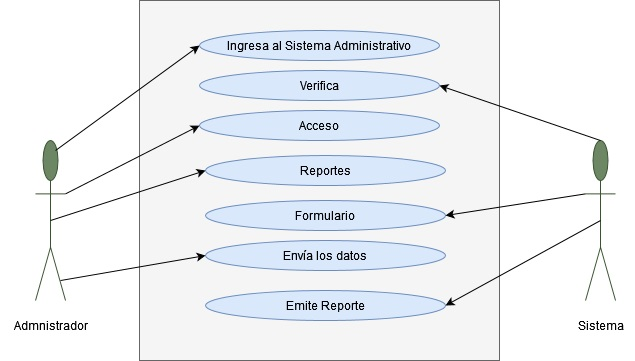 Ingresa al Sistema Administrativo
Verifica
Acceso
Reportes
Formulario
Envía los datos
Emite Reporte
Admnistrador
Sistema